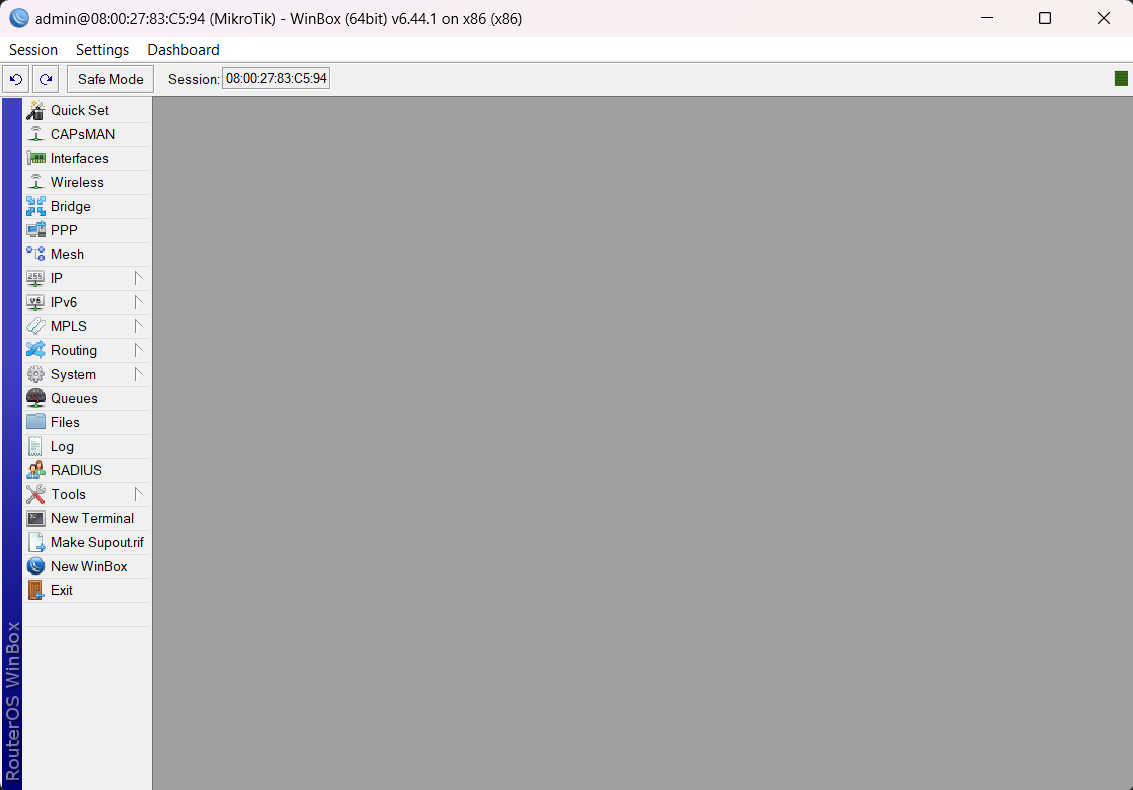 admin@08:00:27:83:C5:94 (MikroTik) - WinBox (64bit) v6.44.1 on x86 (x86)
Session Settings Dashboard
Safe Mode Session: 08:00:27:83:C5:94
Quick Set
CAPsMAN
Interfaces
Wireless
Bridge
PPP
Mesh
255 IP
v6 IPv6
MPLS
Routing
System
Queues
Files
Log
RADIUS
Tools
New Terminal
Make Supout.rif
New WinBox
Exit
RouterOS WinBox